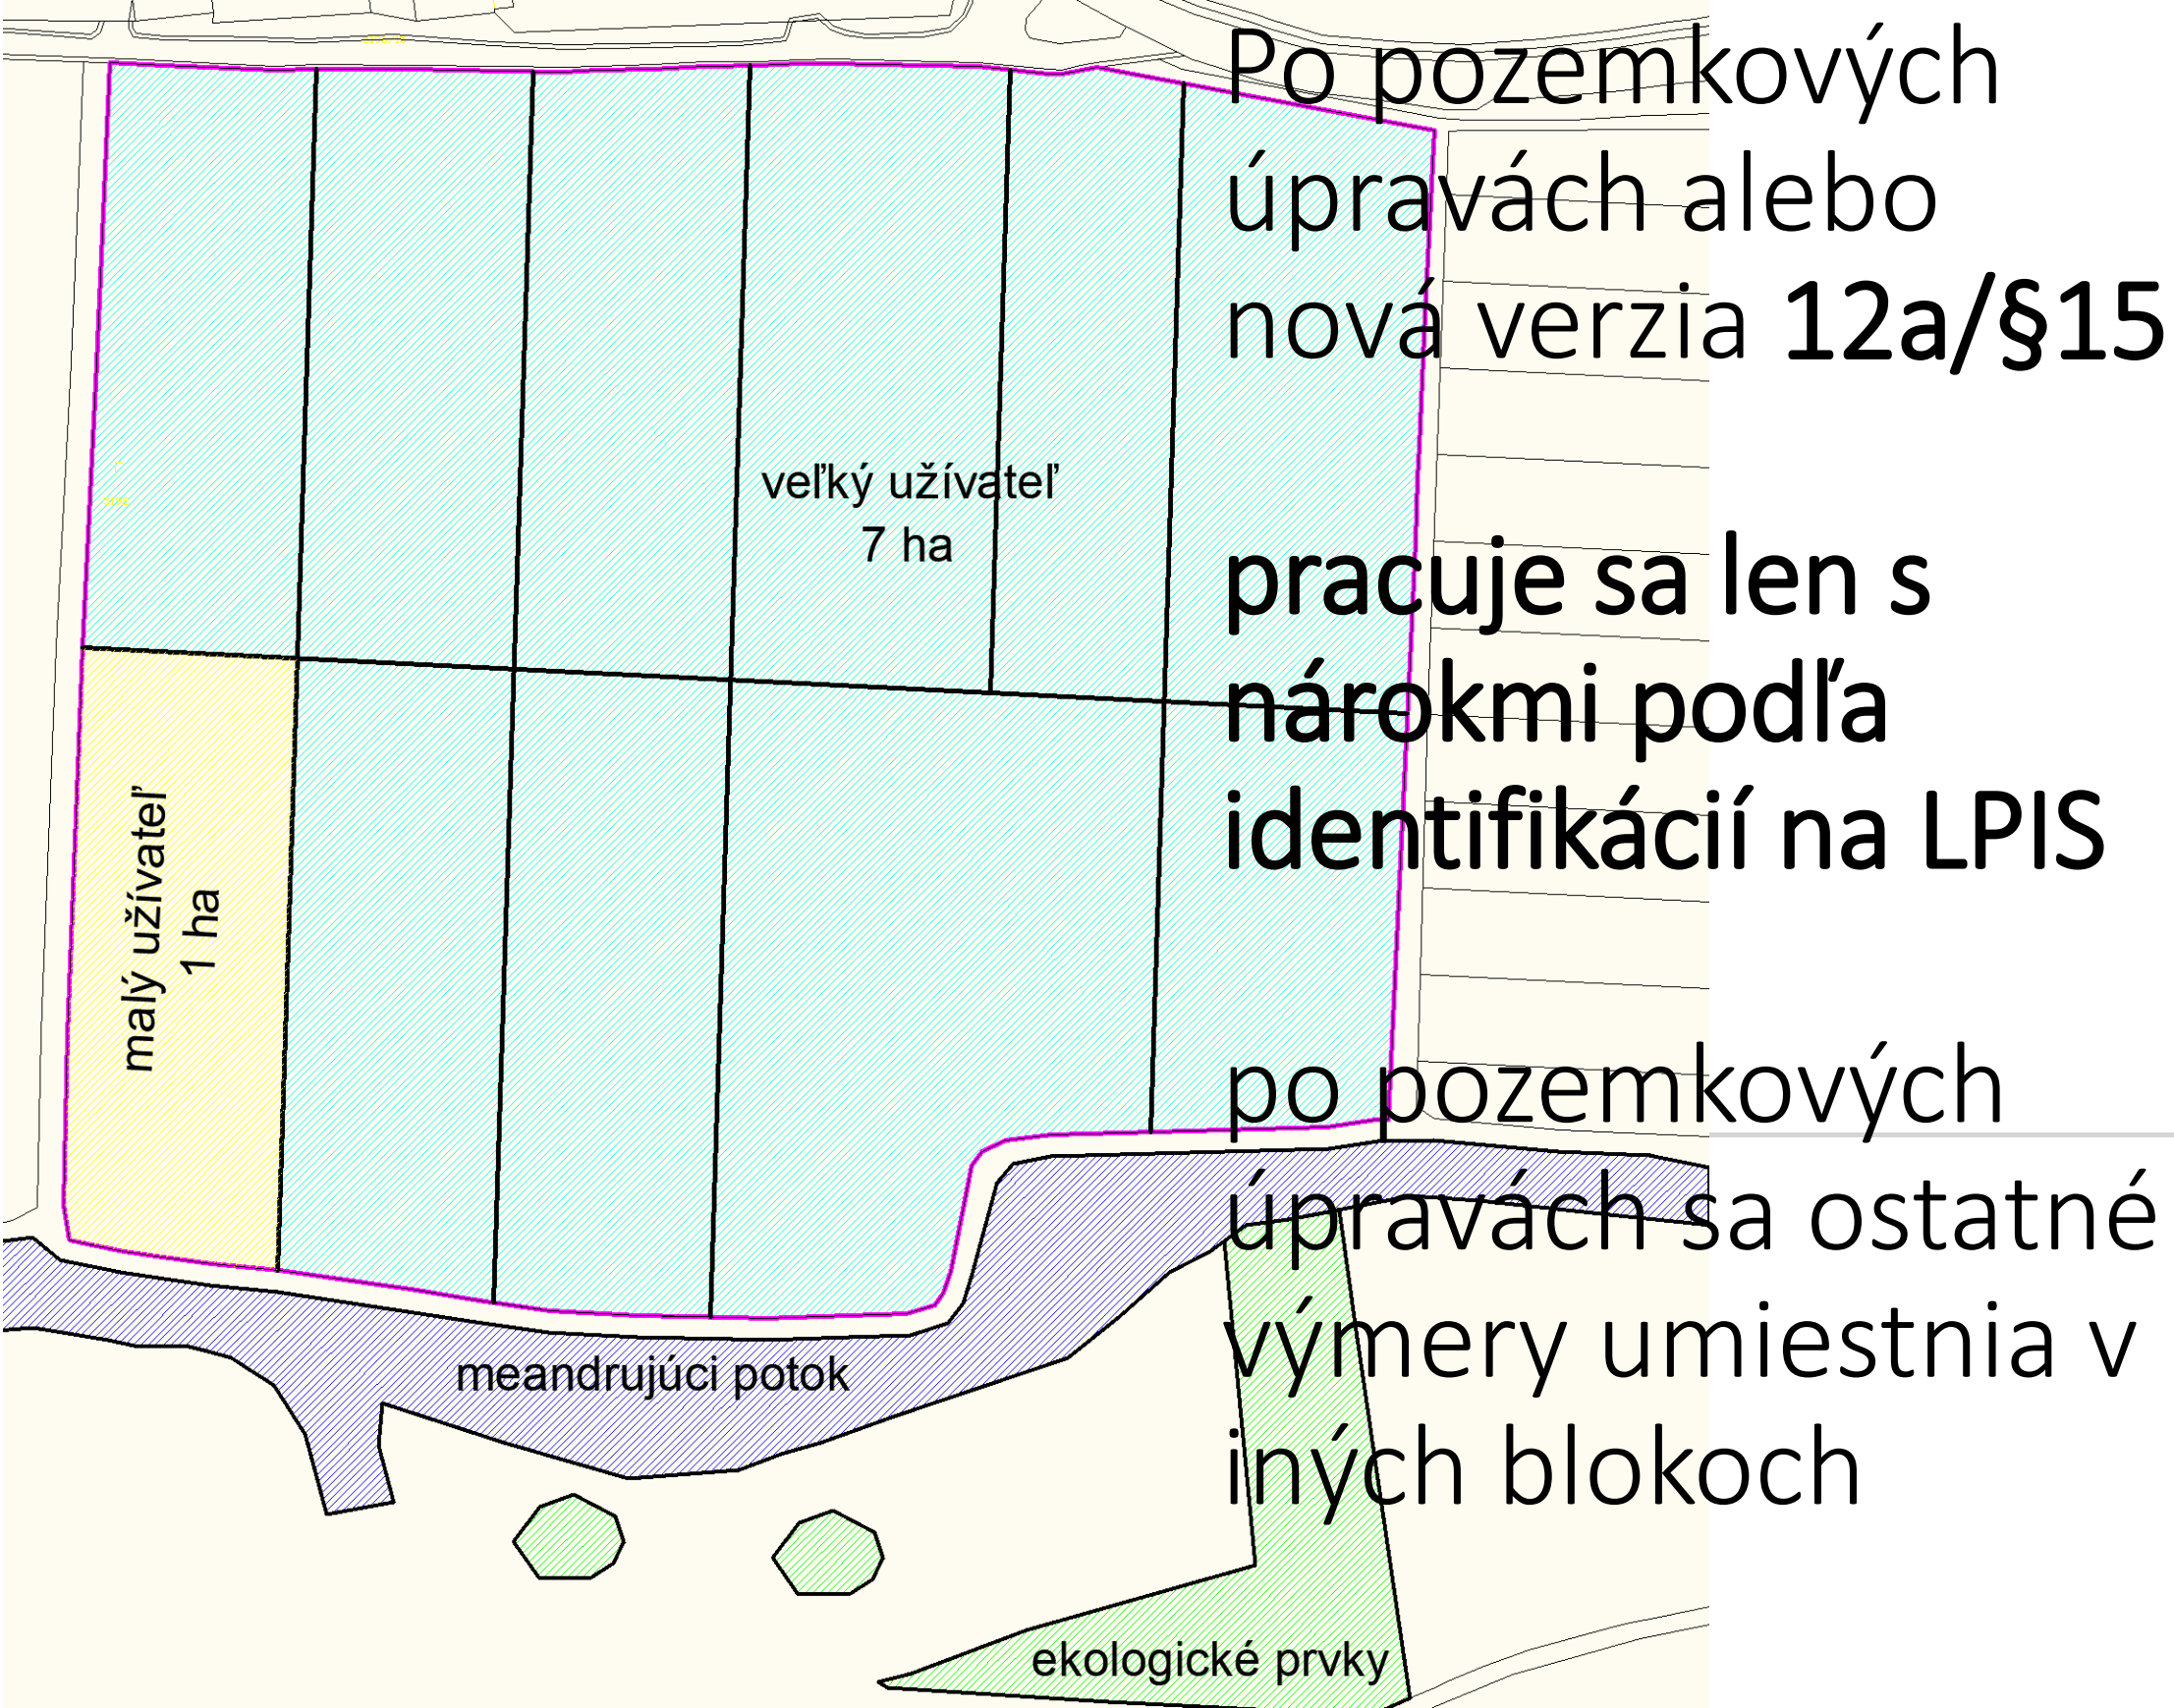 Po pozemkových
úpravách alebo
nová verzia 12a/§15
pracuje sa len s
nárokmi podľa
identifikácií na LPIS
po pozemkových
úpravách sa ostatné
výmery umiestnia v
iných blokoch
veľký užívateľ
7 ha
malý užívateľ
1 ha
meandrujúci potok
ekologické prvky